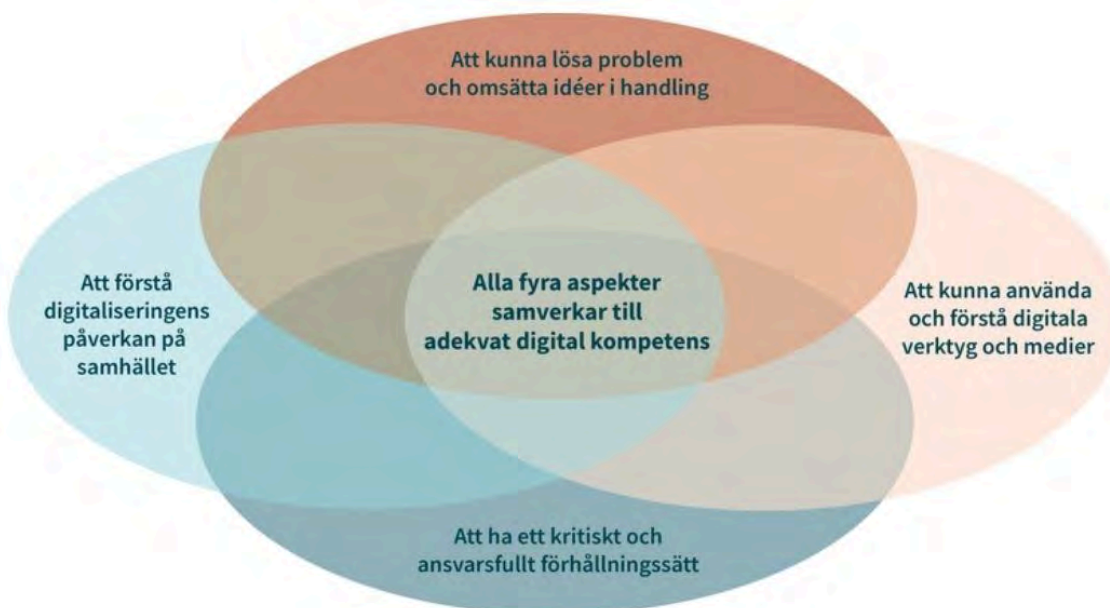 Att kunna lösa problem
och omsätta idéer i handling
Att förstå
digitaliseringens
påverkan på
samhället
Alla fyra aspekter
samverkar till
adekvat digital kompetens
Att kunna använda
och förstå digitala
verktyg och medier
Att ha ett kritiskt och
ansvarsfullt förhållningssätt